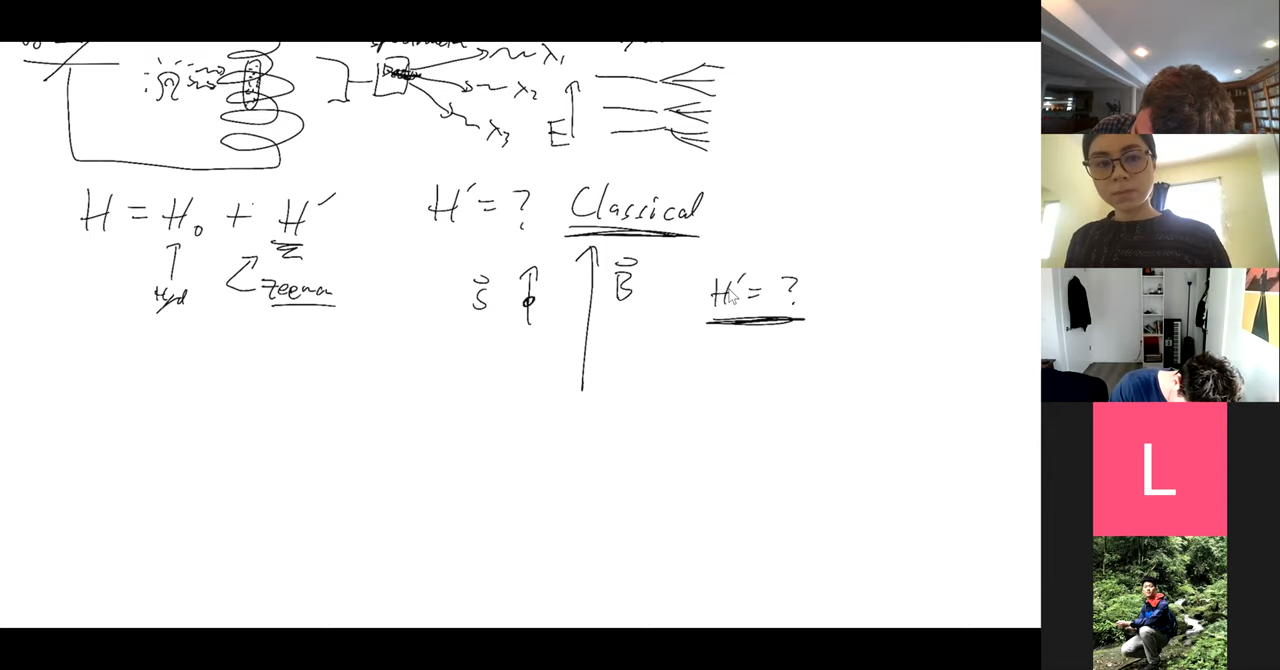 λ₁
λ₂
λ₃
E
H = H₀ + H′
H′ = ? Classical
Hyd
Zeeman
S⃗
B⃗
H′ = ?
L